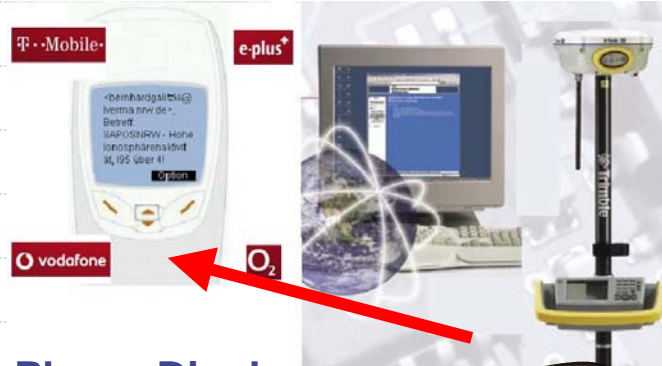 T··Mobile·
e·plus+
<bernhardgalitzki@
lverma.nrw.de>,
Betreff:
SAPOSNRW - Hohe
Ionosphärenaktivit
ät, I95 über 4!
Option
vodafone
O2
Trimble